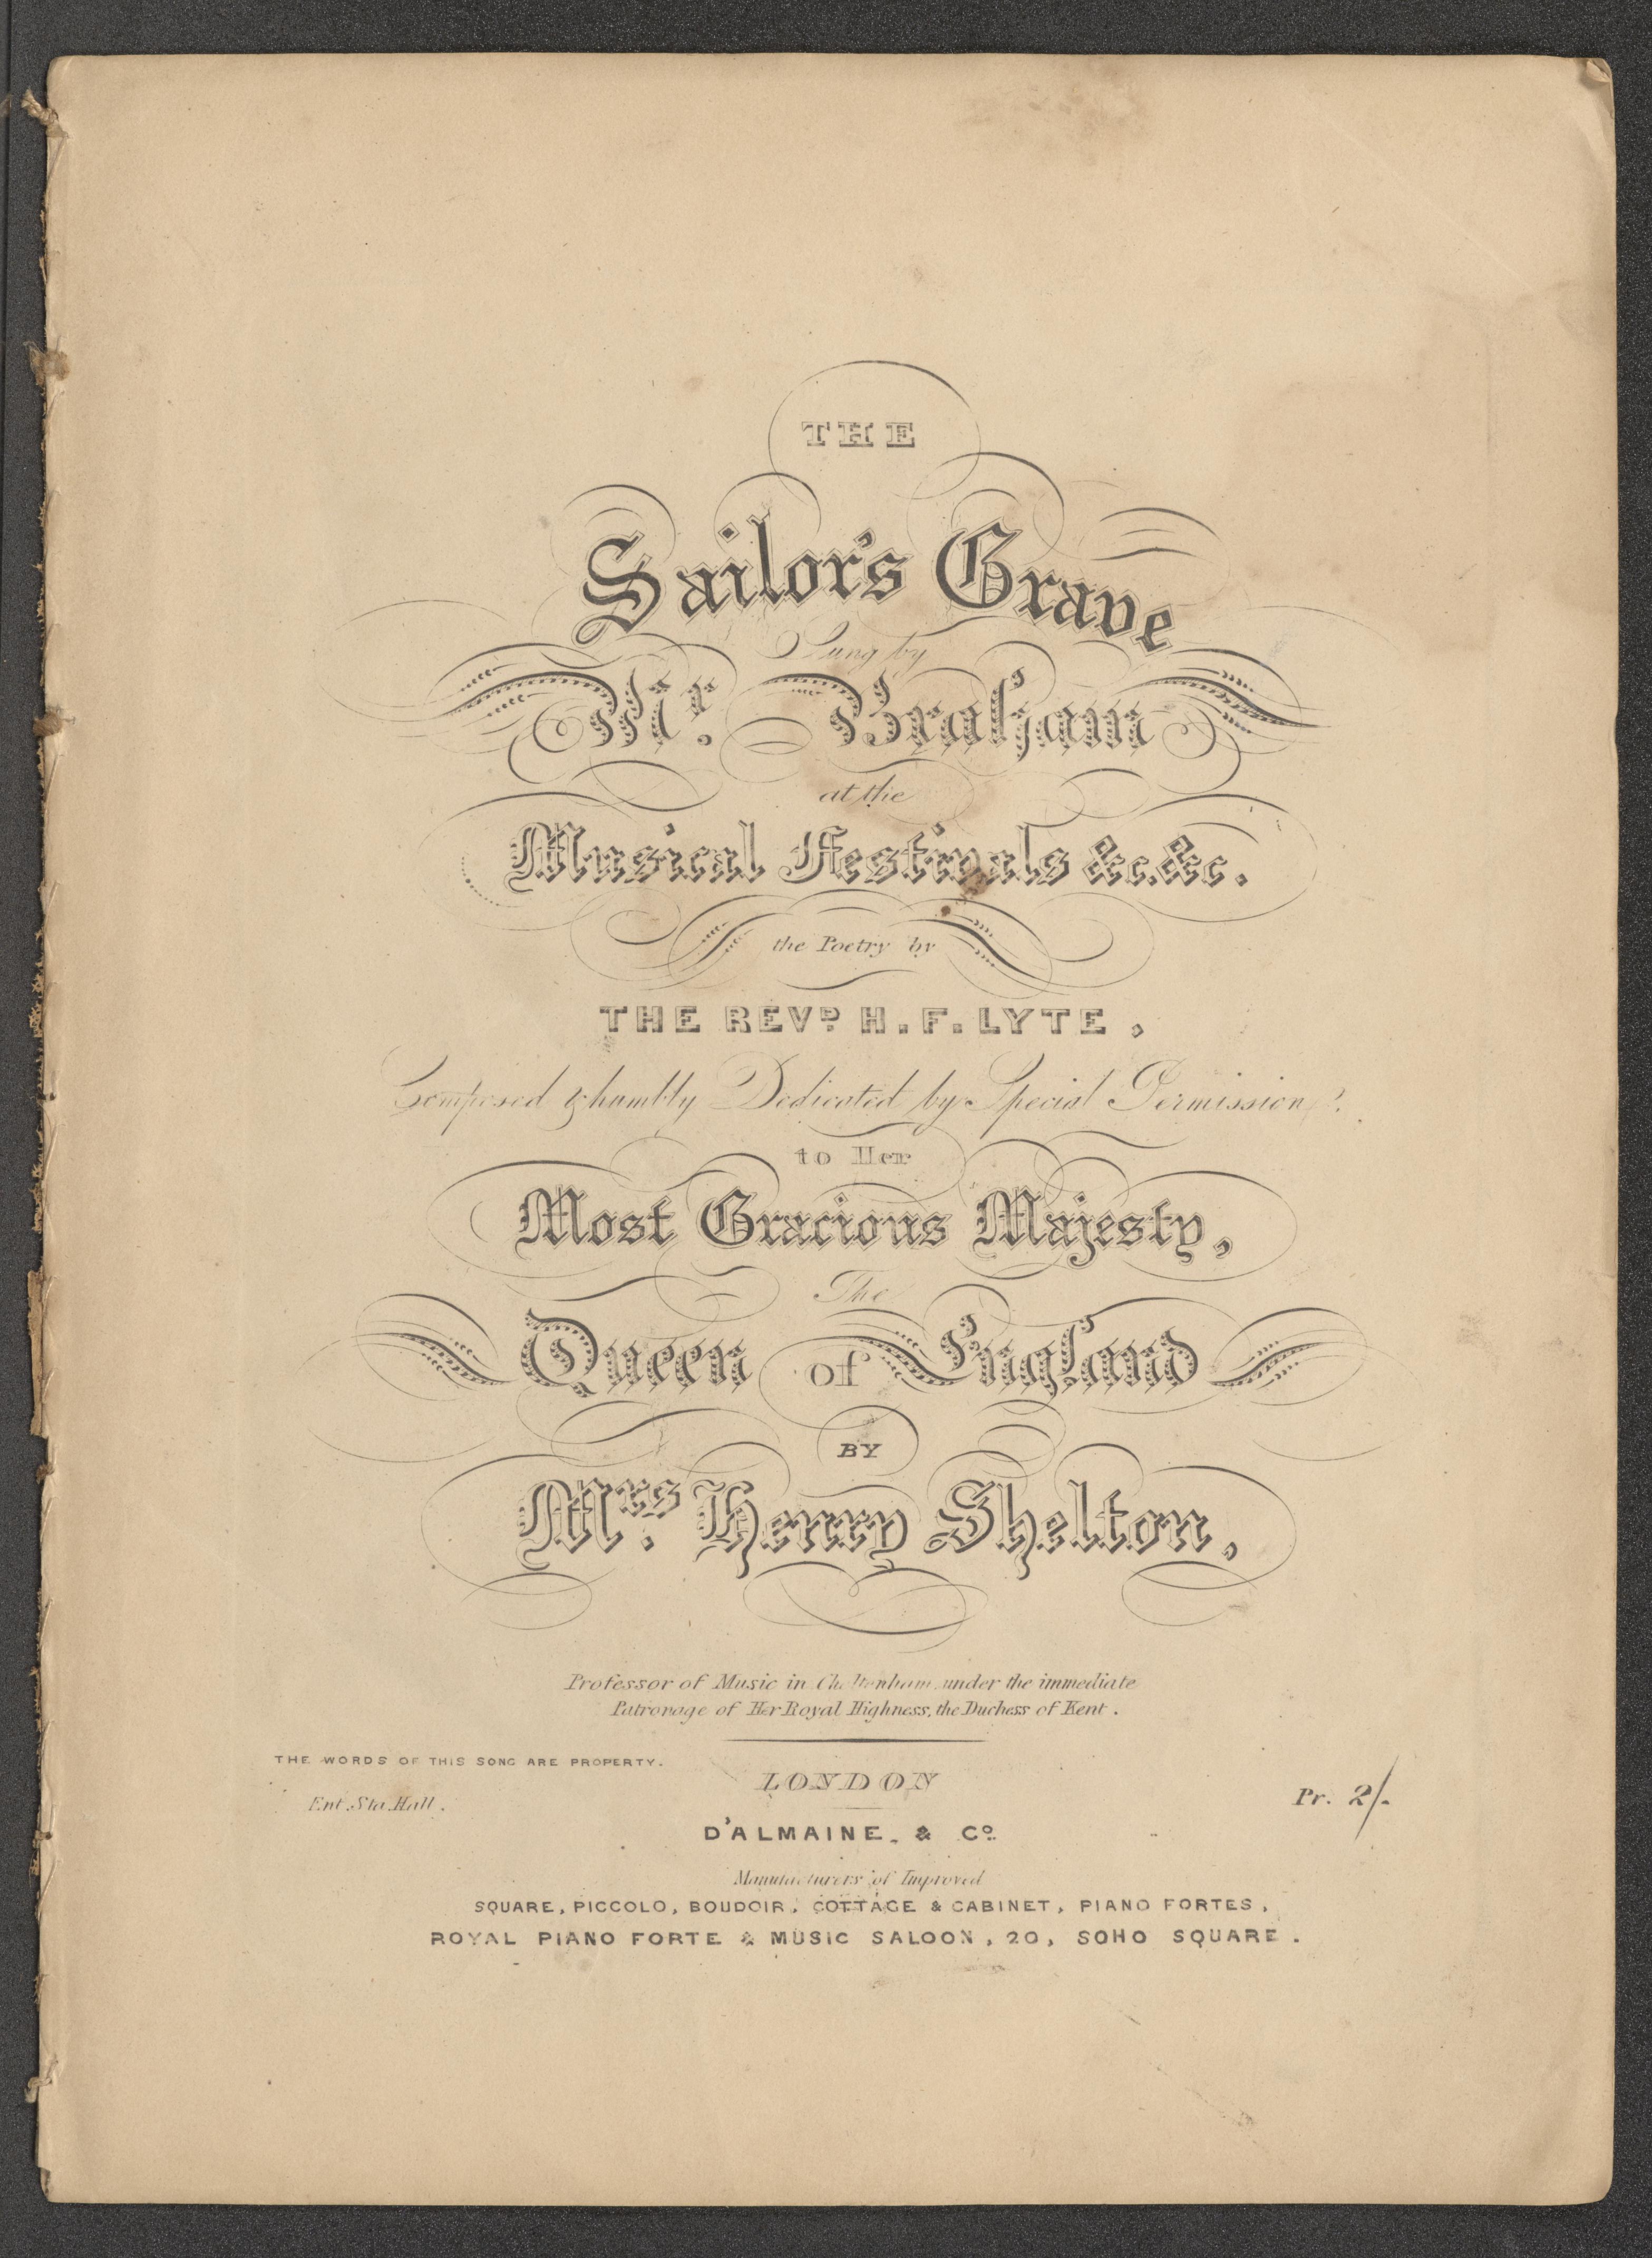 THE
Sailor's Grave
Sung by
Mr. Braham
at the
Musical Festivals &c. &c.
the Poetry by
THE REVD. H. F. LYTE,
Composed & humbly Dedicated by Special Permission,
to Her
Most Gracious Majesty,
The
Queen of England
BY
Mrs. Henry Shelton,
Professor of Music in Cheltenham under the immediate
Patronage of Her Royal Highness, the Duchess of Kent.
THE WORDS OF THIS SONG ARE PROPERTY.
LONDON
Ent. Sta. Hall.
Pr. 2/-
D'ALMAINE, & Co.
Manufacturers of Improved
SQUARE, PICCOLO, BOUDOIR, COTTAGE & CABINET, PIANO FORTES,
ROYAL PIANO FORTE & MUSIC SALOON, 20, SOHO SQUARE.